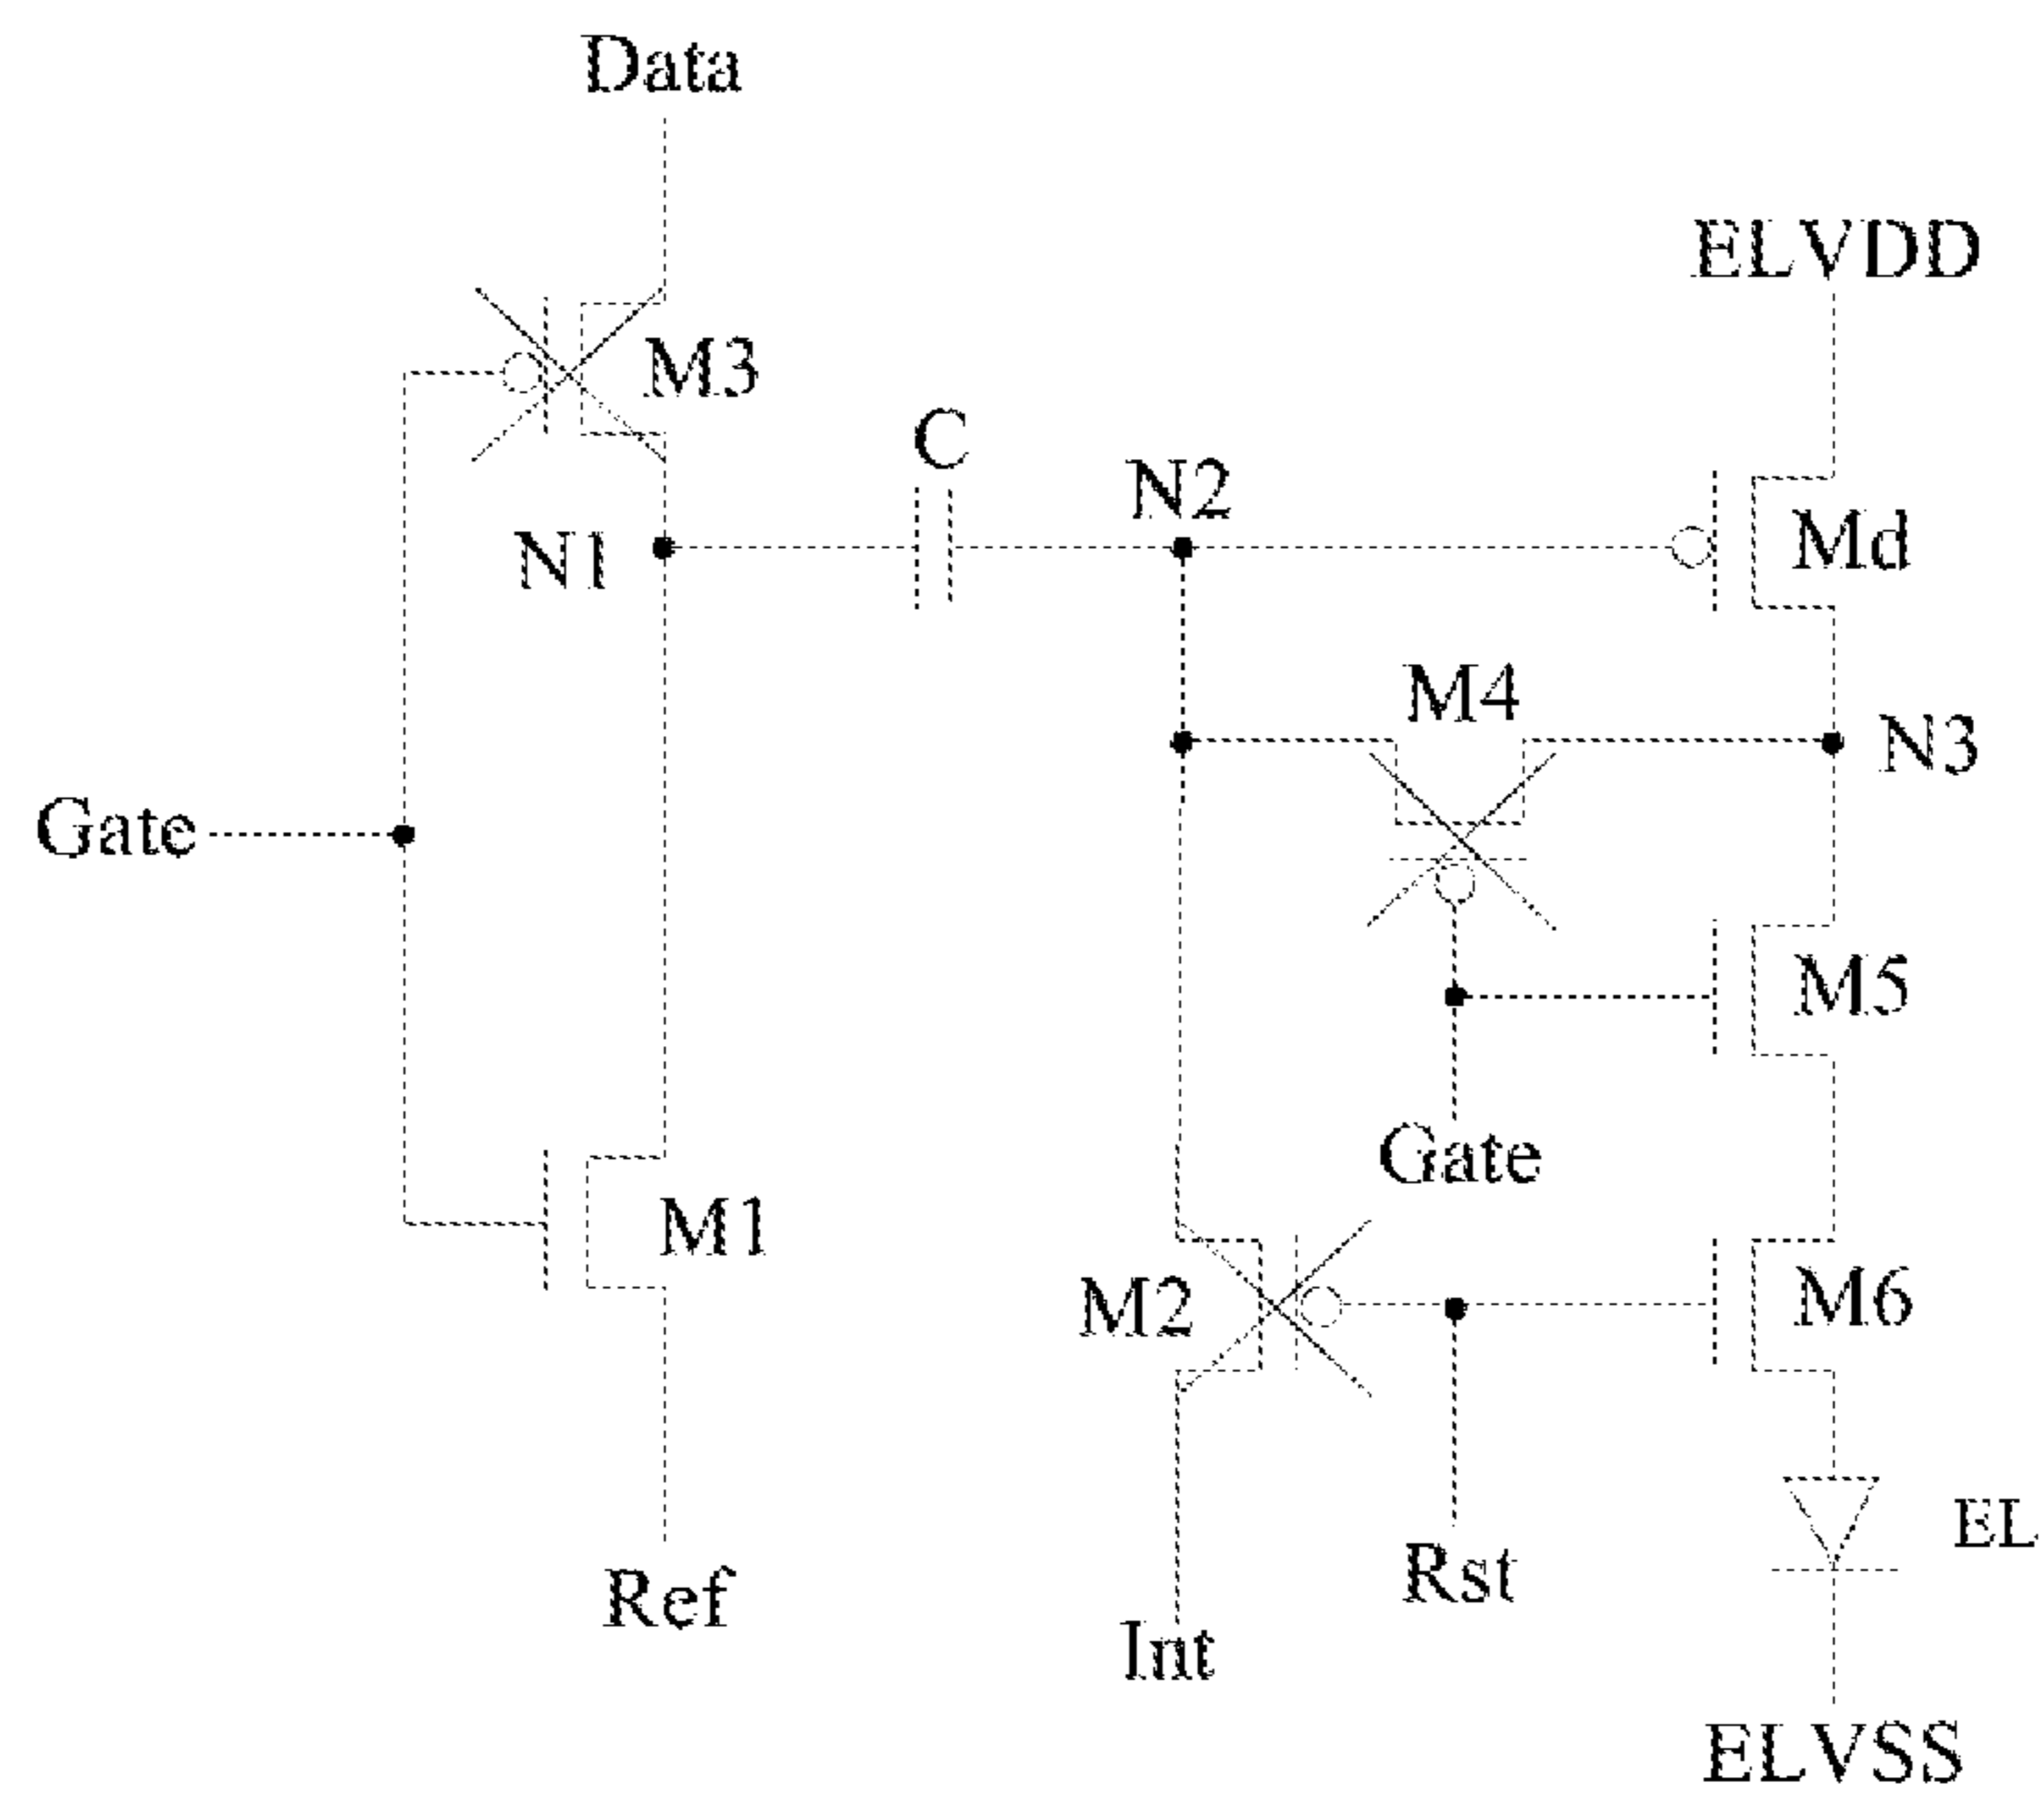 Data
ELVDD
M3
C
N2
N1
Md
M4
N3
Gate
M5
Gate
M1
M2
M6
EL
Rst
Ref
Int
ELVSS